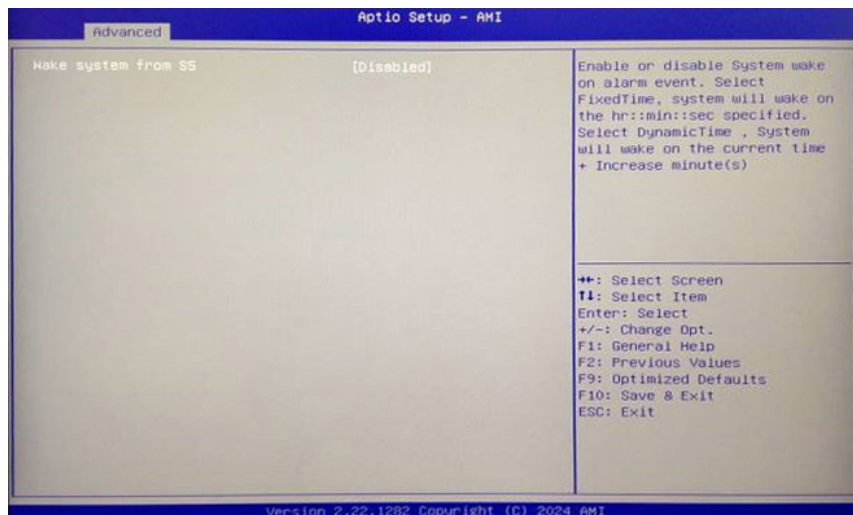 Aptio Setup - AMI
Advanced
Wake system from S5 [Disabled]
Enable or disable System wake
on alarm event. Select
FixedTime, system will wake on
the hr::min::sec specified.
Select DynamicTime , System
will wake on the current time
+ Increase minute(s)
→←: Select Screen
↑↓: Select Item
Enter: Select
+/-: Change Opt.
F1: General Help
F2: Previous Values
F9: Optimized Defaults
F10: Save & Exit
ESC: Exit
Version 2.22.1282 Copyright (C) 2024 AMI